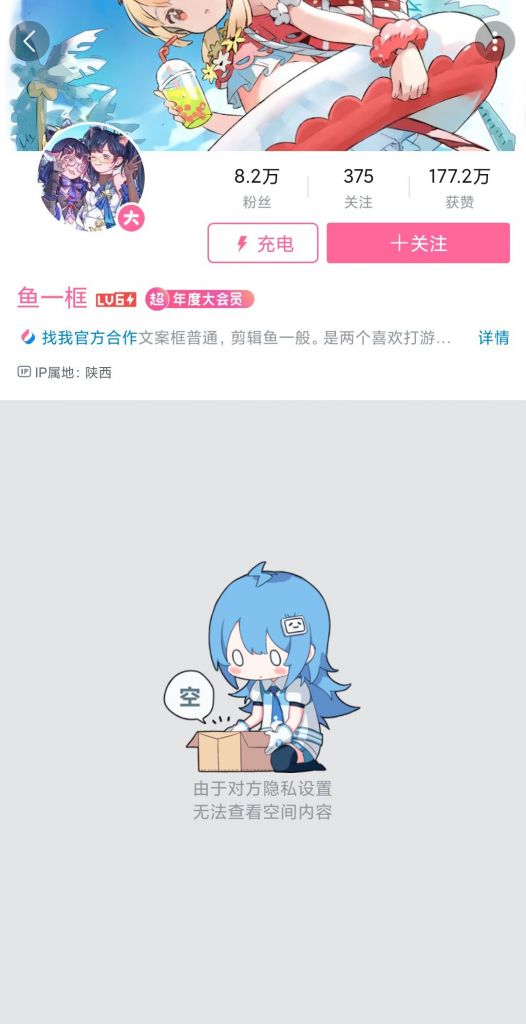 8.2万 375 177.2万
粉丝 关注 获赞
大
充电 +关注
鱼一框 LV6 超 年度大会员
找我官方合作文案框普通，剪辑鱼一般。是两个喜欢打游... 详情
IP IP属地：陕西
空
由于对方隐私设置
无法查看空间内容